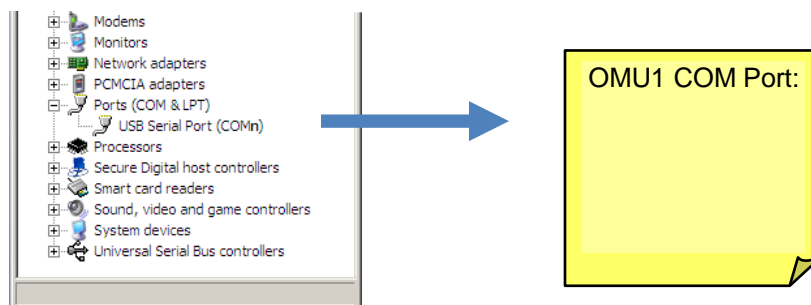 Modems
Monitors
Network adapters
PCMCIA adapters
Ports (COM & LPT)
USB Serial Port (COMn)
Processors
Secure Digital host controllers
Smart card readers
Sound, video and game controllers
System devices
Universal Serial Bus controllers
OMU1 COM Port: